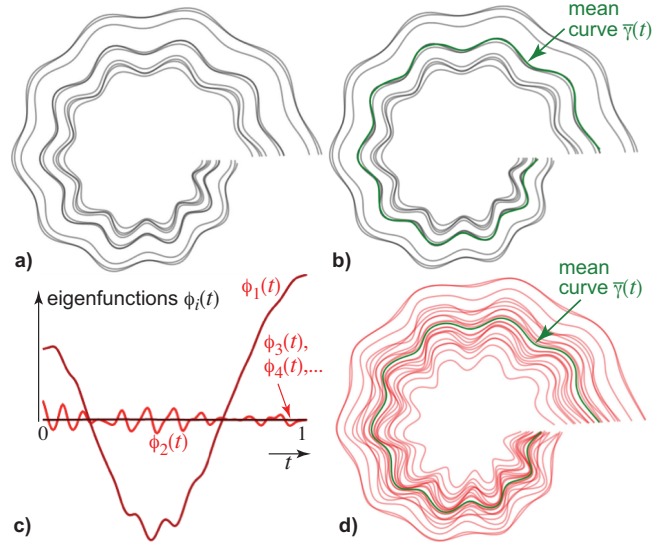 mean
curve γ̅(t)
a)
b)
eigenfunctions ϕᵢ(t)
ϕ₁(t)
ϕ₃(t),
ϕ₄(t),...
ϕ₂(t)
0
1
t
c)
mean
curve γ̅(t)
d)